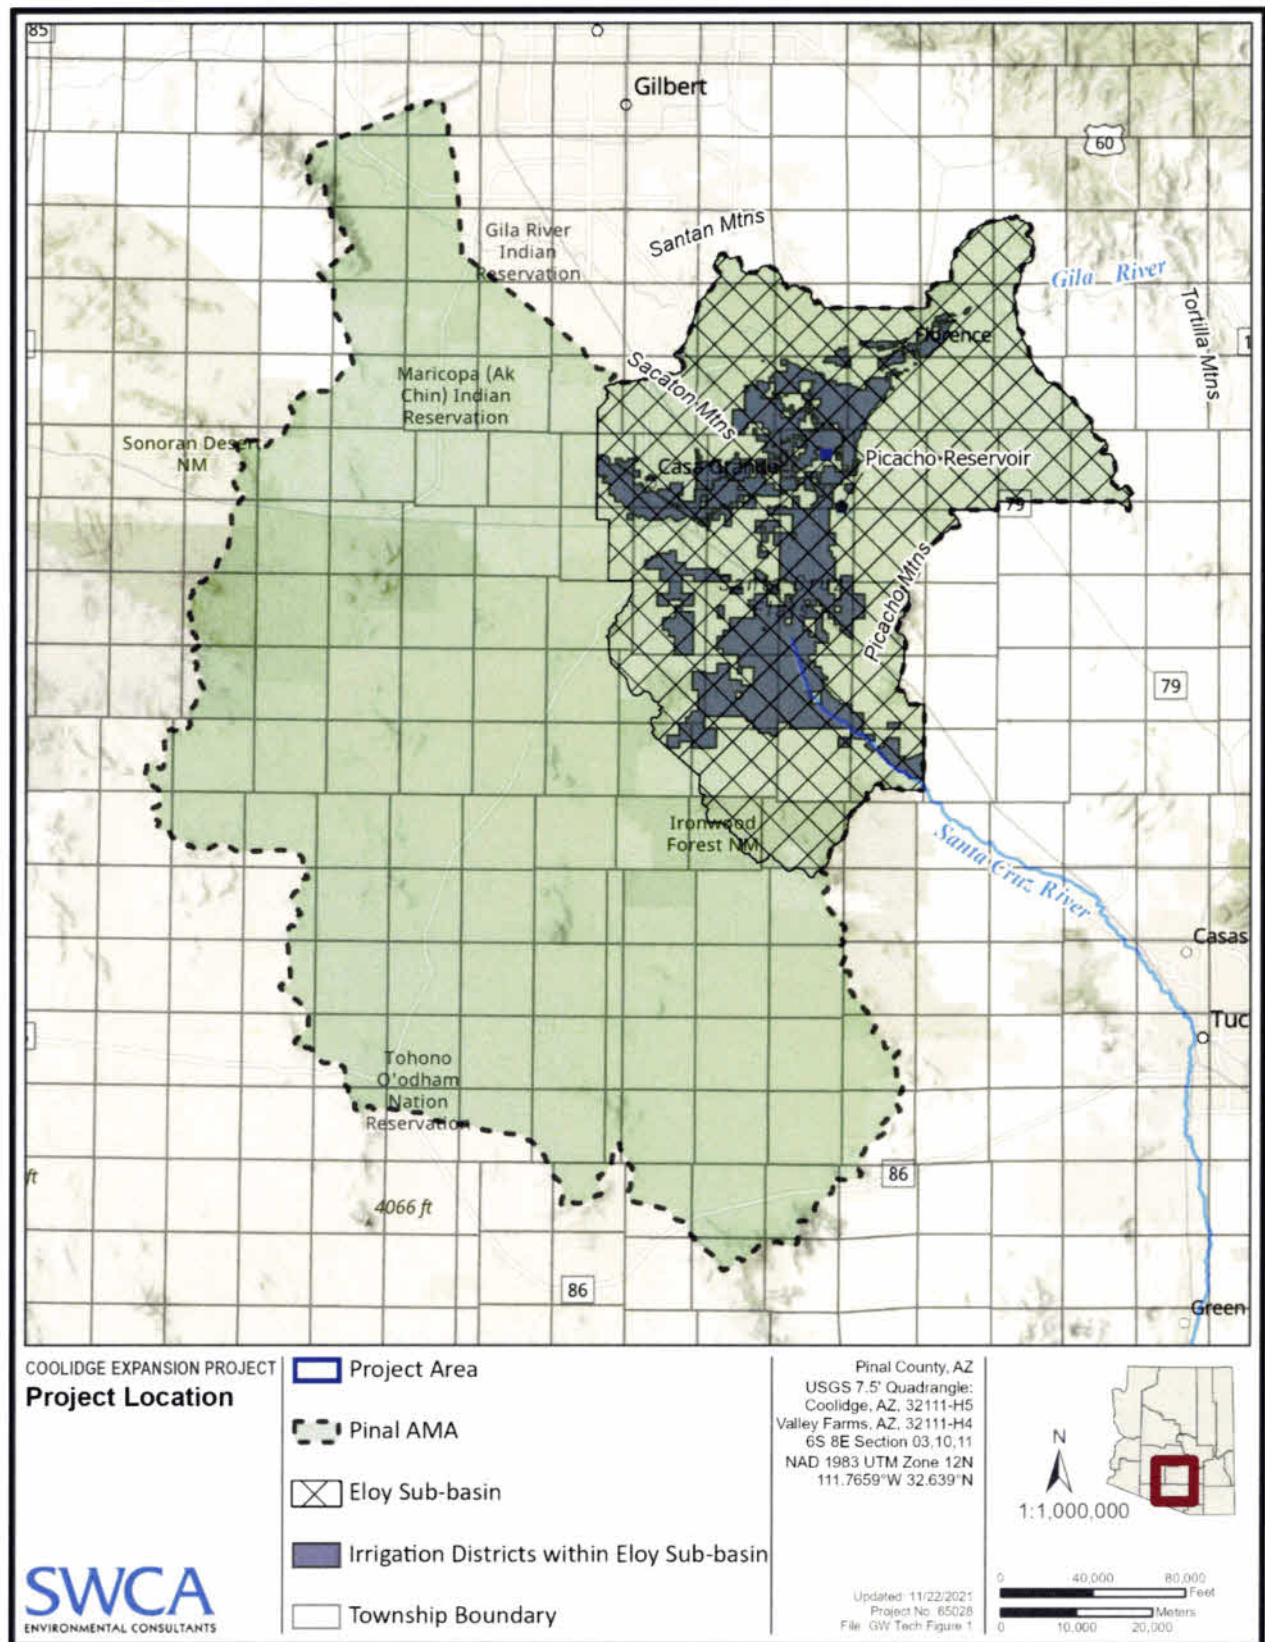 85
Gilbert
60
Santan Mtns
Gila River
Indian
Reservation
Gila River
Tortilla Mtns
Florence
Sacaton Mtns
Maricopa (Ak
Chin) Indian
Reservation
Sonoran Desert
NM
Casa Grande
Picacho Reservoir
79
Picacho Mtns
79
Ironwood
Forest NM
Santa Cruz River
Casas
Tuc
Tohono
O'odham
Nation
Reservation
86
ft
4066 ft
86
Green
COOLIDGE EXPANSION PROJECT
Project Location
SWCA
ENVIRONMENTAL CONSULTANTS
Project Area
Pinal AMA
Eloy Sub-basin
Irrigation Districts within Eloy Sub-basin
Township Boundary
Pinal County, AZ
USGS 7.5' Quadrangle:
Coolidge, AZ, 32111-H5
Valley Farms, AZ, 32111-H4
6S 8E Section 03,10,11
NAD 1983 UTM Zone 12N
111.7659°W 32.639°N
Updated: 11/22/2021
Project No. 65028
File: GW Tech Figure 1
N
1:1,000,000
0 40,000 80,000
Feet
Meters
0 10,000 20,000